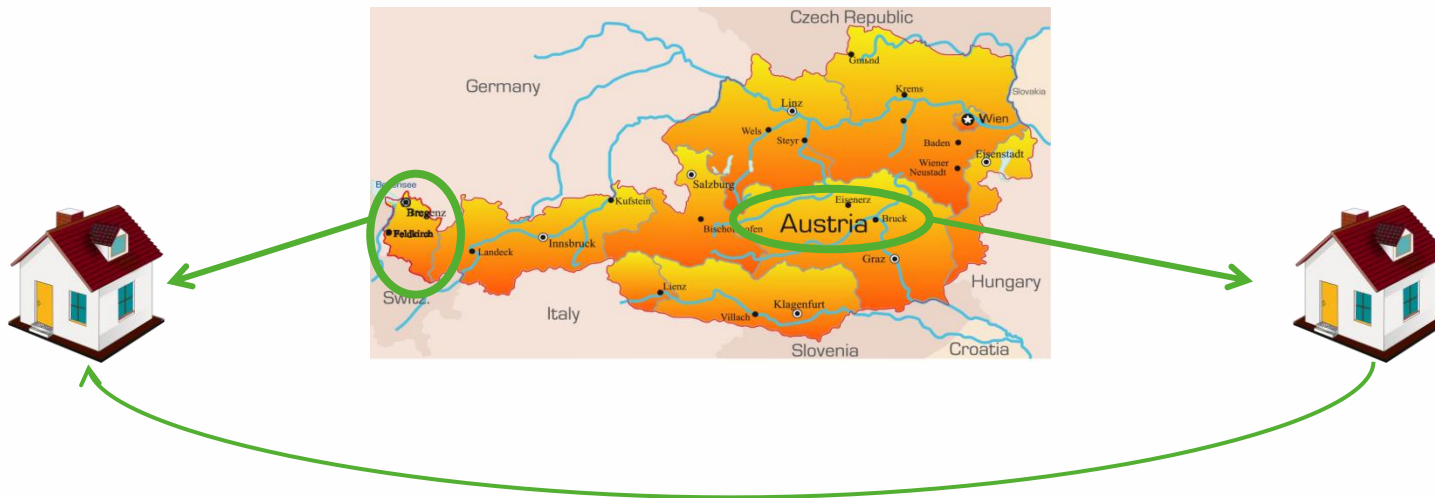 Czech Republic
Gmünd
Germany
Slovakia
Krems
Linz
Wien
Wels
Steyr
Baden
Eisenstadt
Wiener
Neustadt
Salzburg
Bregenz
Kufstein
Eisenerz
Austria
Bruck
Feldkirch
Landeck
Innsbruck
Graz
Hungary
Switz.
Lienz
Italy
Klagenfurt
Villach
Slovenia
Croatia